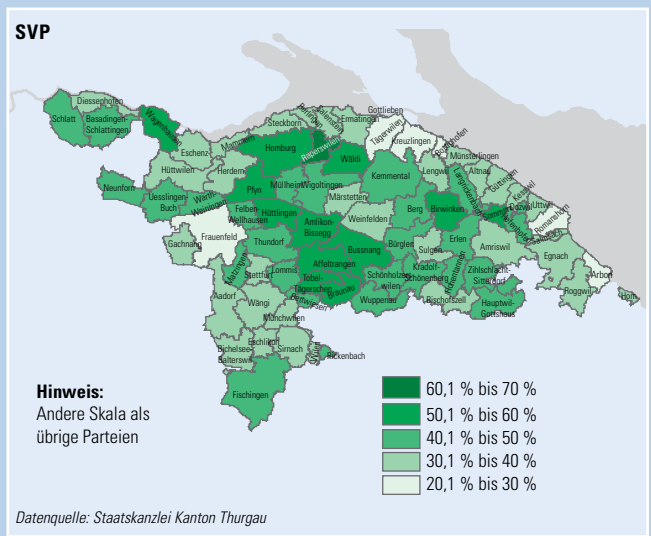 SVP
Gottlieben
Diessenhofen
Schlatt
Basadingen-
Schlattingen
Wagenhausen
Eschenz
Mammern
Steckborn
Berlingen
Salenstein
Ermatingen
Tägerwilen
Kreuzlingen
Bottighofen
Münsterlingen
Hüttwilen
Herdern
Homburg
Raperswilen
Wäldi
Kemmental
Lengwil
Langrickenbach
Altnau
Güttingen
Kesswil
Dozwil
Uttwil
Romanshorn
Neunforn
Uesslingen-
Buch
Warth-
Weiningen
Pfyn
Müllheim
Wigoltingen
Märstetten
Berg
Birwinken
Sommeri
Hefenhofen
Salmsach
Felben-
Wellhausen
Hüttlingen
Amlikon-
Bissegg
Weinfelden
Bürglen
Sulgen
Erlen
Amriswil
Egnach
Gachnang
Frauenfeld
Matzingen
Thundorf
Stettfurt
Lommis
Affeltrangen
Bussnang
Schönholzers-
wilen
Kradolf-
Schönenberg
Hohentannen
Zihlschlacht-
Sitterdorf
Roggwil
Arbon
Horn
Aadorf
Wängi
Tobel-
Tägerschen
Bettwiesen
Braunau
Wuppenau
Bischofszell
Hauptwil-
Gottshaus
Münchwilen
Bichelsee-
Balterswil
Eschlikon
Sirnach
Wilen
Rickenbach
Fischingen
Hinweis:
Andere Skala als
übrige Parteien
60,1 % bis 70 %
50,1 % bis 60 %
40,1 % bis 50 %
30,1 % bis 40 %
20,1 % bis 30 %
Datenquelle: Staatskanzlei Kanton Thurgau